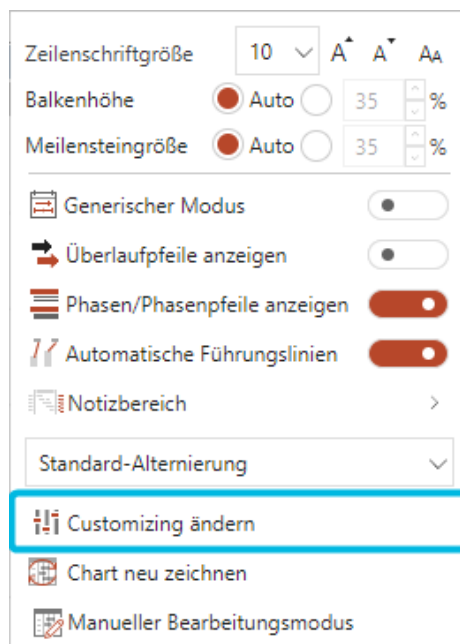 Zeilenschriftgröße 10 A A AA
Balkenhöhe Auto 35 %
Meilensteingröße Auto 35 %
Generischer Modus
Überlaufpfeile anzeigen
Phasen/Phasenpfeile anzeigen
Automatische Führungslinien
Notizbereich
Standard-Alternierung
Customizing ändern
Chart neu zeichnen
Manueller Bearbeitungsmodus